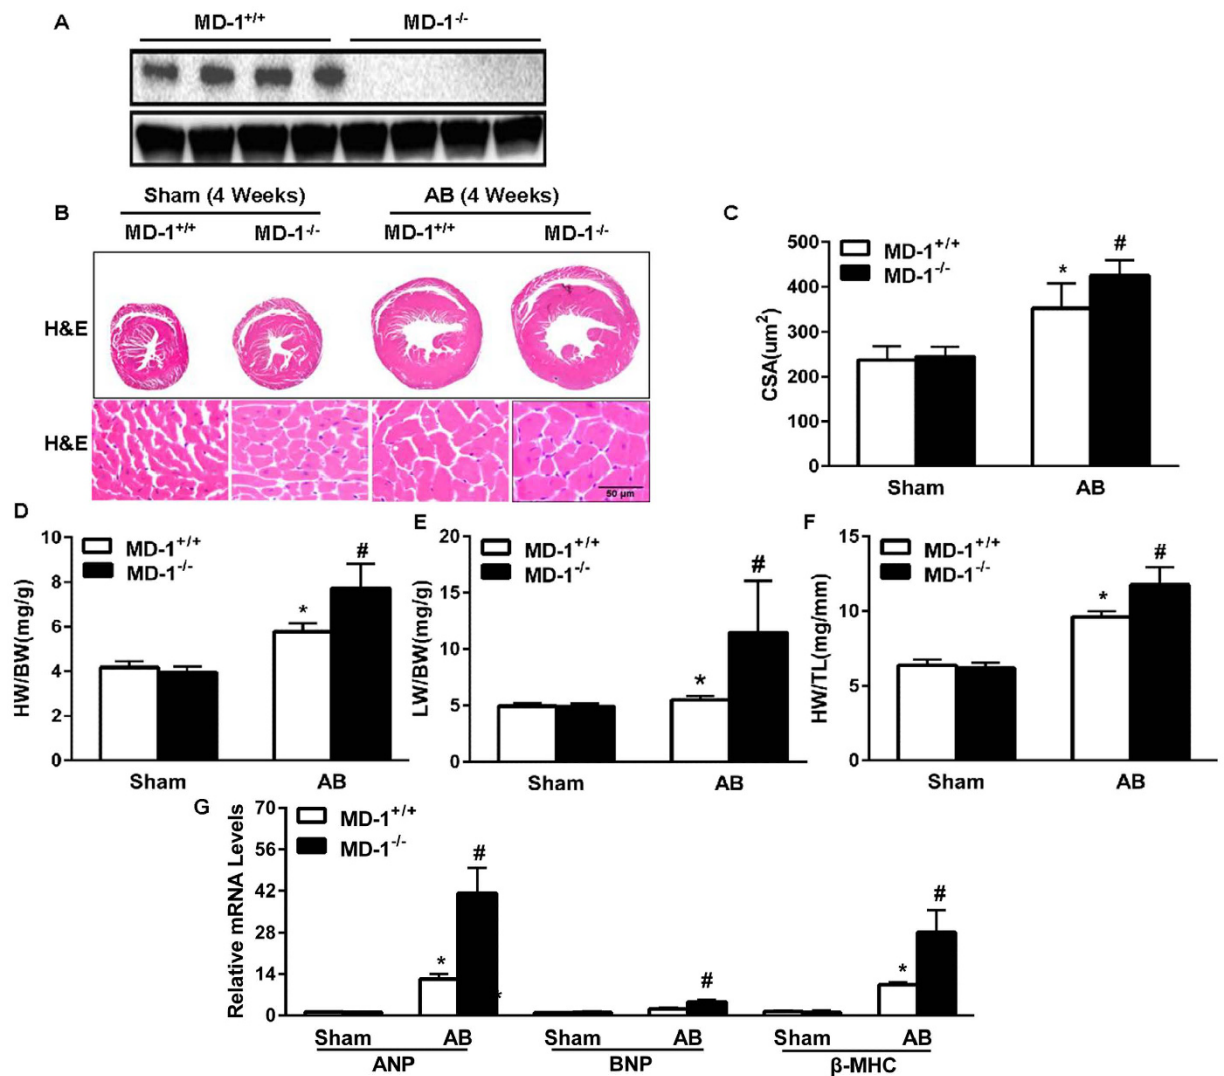 A
MD-1+/+ MD-1-/-
Sham (4 Weeks) AB (4 Weeks)
B
MD-1+/+ MD-1-/- MD-1+/+ MD-1-/-
H&E
H&E
50 µm
C
MD-1+/+
MD-1-/-
CSA(um2)
500
400
300
200
100
0
*
#
Sham AB
D
MD-1+/+
MD-1-/-
HW/BW(mg/g)
10
8
6
4
2
0
*
#
Sham AB
E
MD-1+/+
MD-1-/-
LW/BW(mg/g)
20
15
10
5
0
*
#
Sham AB
F
MD-1+/+
MD-1-/-
HW/TL(mg/mm)
15
10
5
0
*
#
Sham AB
G
MD-1+/+
MD-1-/-
Relative mRNA Levels
70
56
42
28
14
0
*
#
*
#
*
#
Sham AB Sham AB Sham AB
ANP BNP β-MHC